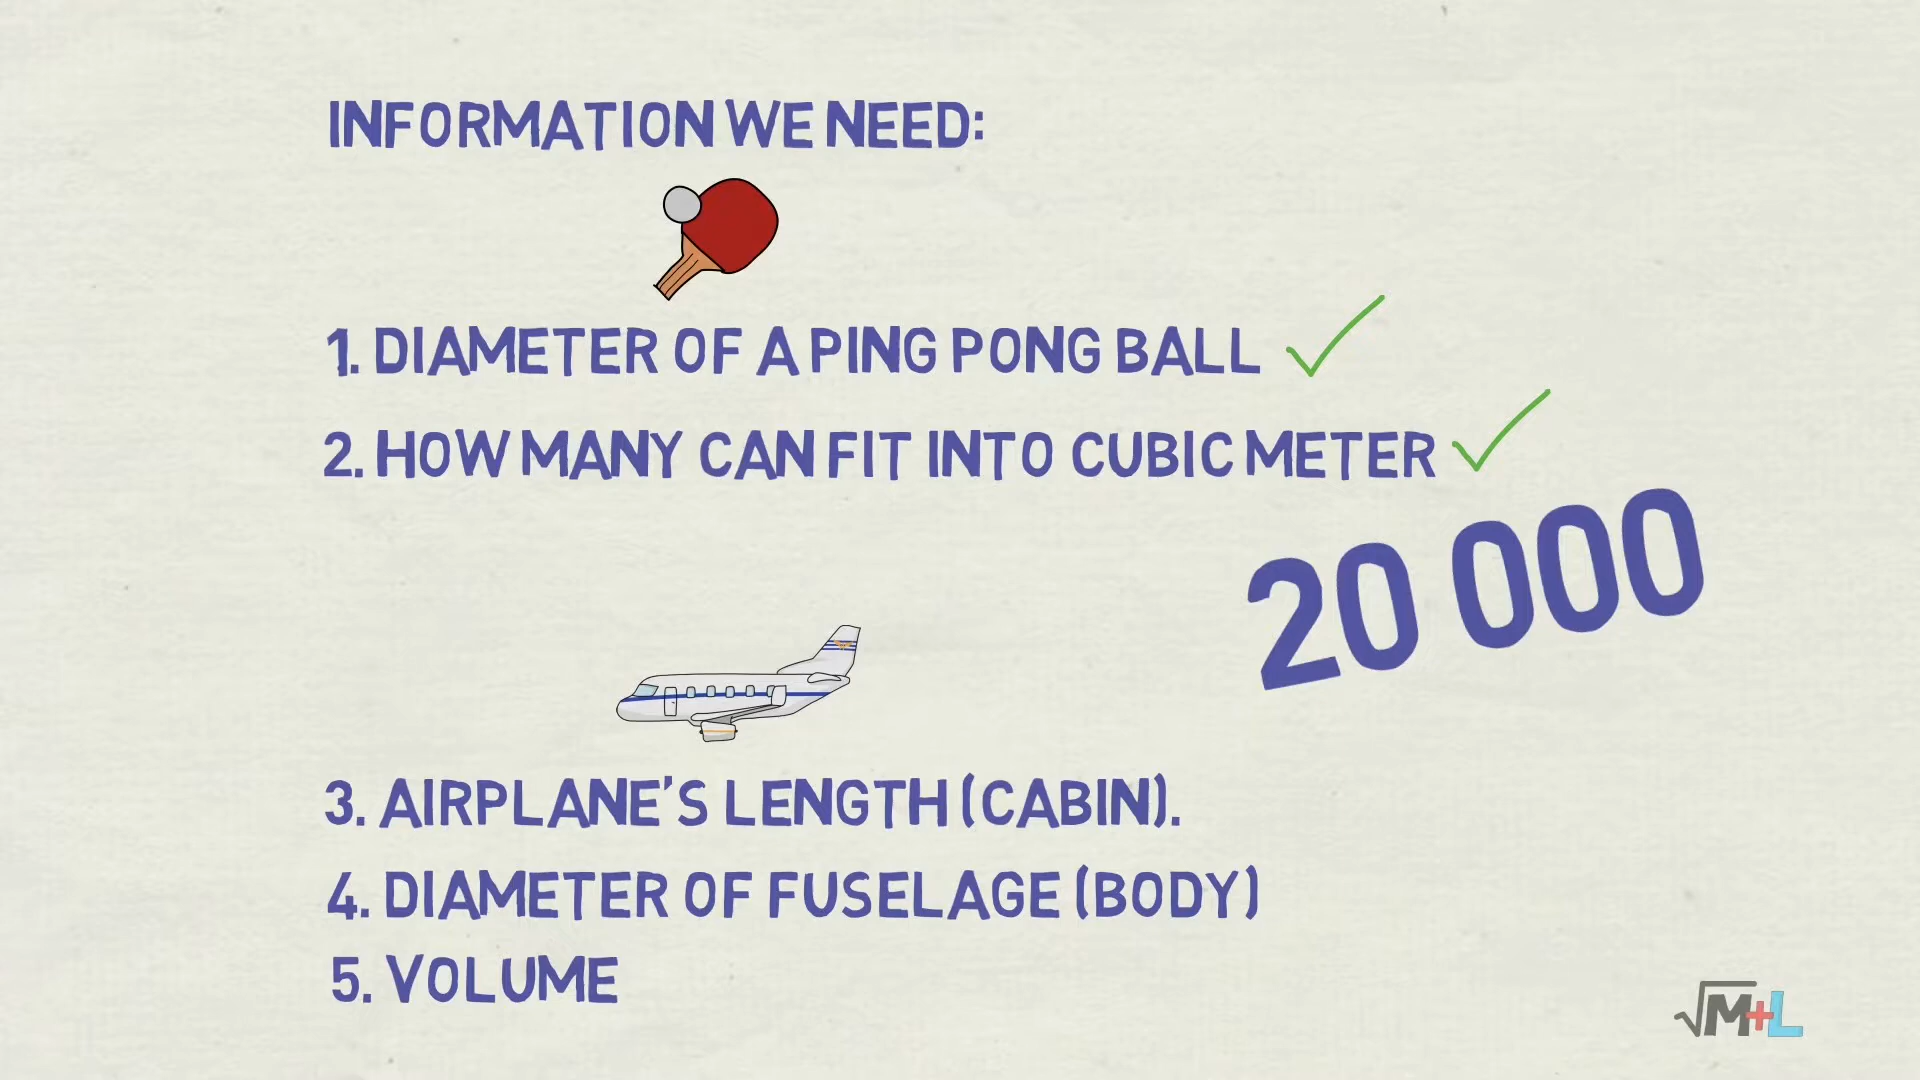 INFORMATION WE NEED:
1. DIAMETER OF A PING PONG BALL
2. HOW MANY CAN FIT INTO CUBIC METER
20 000
3. AIRPLANE'S LENGTH (CABIN).
4. DIAMETER OF FUSELAGE (BODY)
5. VOLUME
√M+L